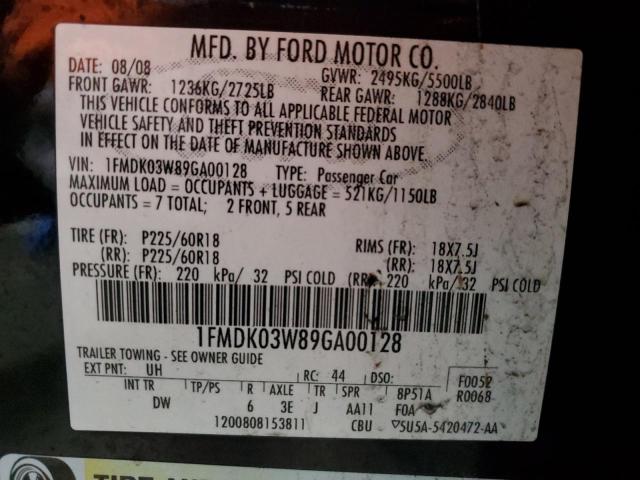 MFD. BY FORD MOTOR CO.
DATE: 08/08 GVWR: 2495KG/5500LB
FRONT GAWR: 1236KG/2725LB REAR GAWR: 1288KG/2840LB
THIS VEHICLE CONFORMS TO ALL APPLICABLE FEDERAL MOTOR
VEHICLE SAFETY AND THEFT PREVENTION STANDARDS
IN EFFECT ON THE DATE OF MANUFACTURE SHOWN ABOVE.
VIN: 1FMDK03W89GA00128 TYPE: Passenger Car
MAXIMUM LOAD = OCCUPANTS + LUGGAGE = 521KG/1150LB
OCCUPANTS = 7 TOTAL; 2 FRONT, 5 REAR
TIRE (FR): P225/60R18 RIMS (FR): 18X7.5J
(RR): P225/60R18 (RR): 18X7.5J
PRESSURE (FR): 220 kPa/ 32 PSI COLD (RR): 220 kPa/ 32 PSI COLD
1FMDK03W89GA00128
TRAILER TOWING - SEE OWNER GUIDE
EXT PNT: UH RC: 44 DSO: F0052
INT TR TP/PS R AXLE TR SPR 8P51A R0068
DW 6 3E J AA11 F0A
1200808153811 CBU 5U5A-5420472-AA